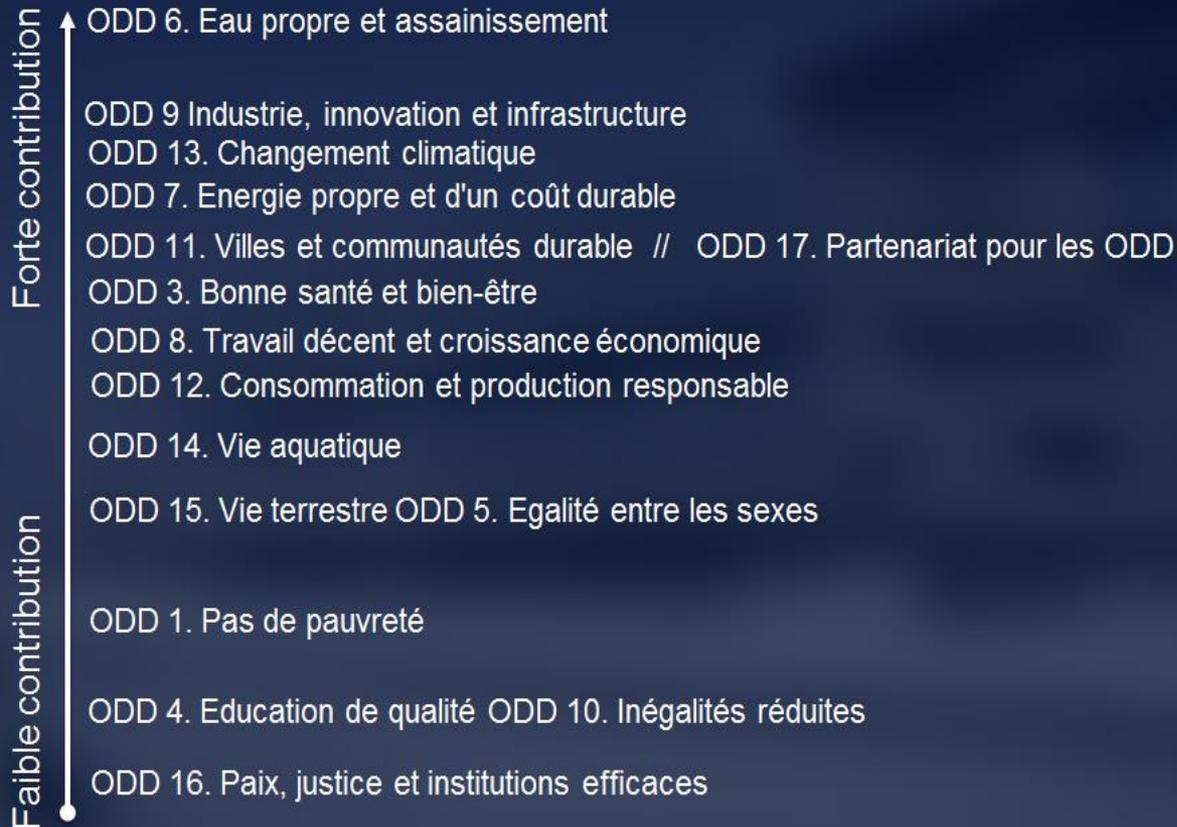 Forte contribution
Faible contribution
ODD 6. Eau propre et assainissement
ODD 9 Industrie, innovation et infrastructure
ODD 13. Changement climatique
ODD 7. Energie propre et d'un coût durable
ODD 11. Villes et communautés durable // ODD 17. Partenariat pour les ODD
ODD 3. Bonne santé et bien-être
ODD 8. Travail décent et croissance économique
ODD 12. Consommation et production responsable
ODD 14. Vie aquatique
ODD 15. Vie terrestre ODD 5. Egalité entre les sexes
ODD 1. Pas de pauvreté
ODD 4. Education de qualité ODD 10. Inégalités réduites
ODD 16. Paix, justice et institutions efficaces